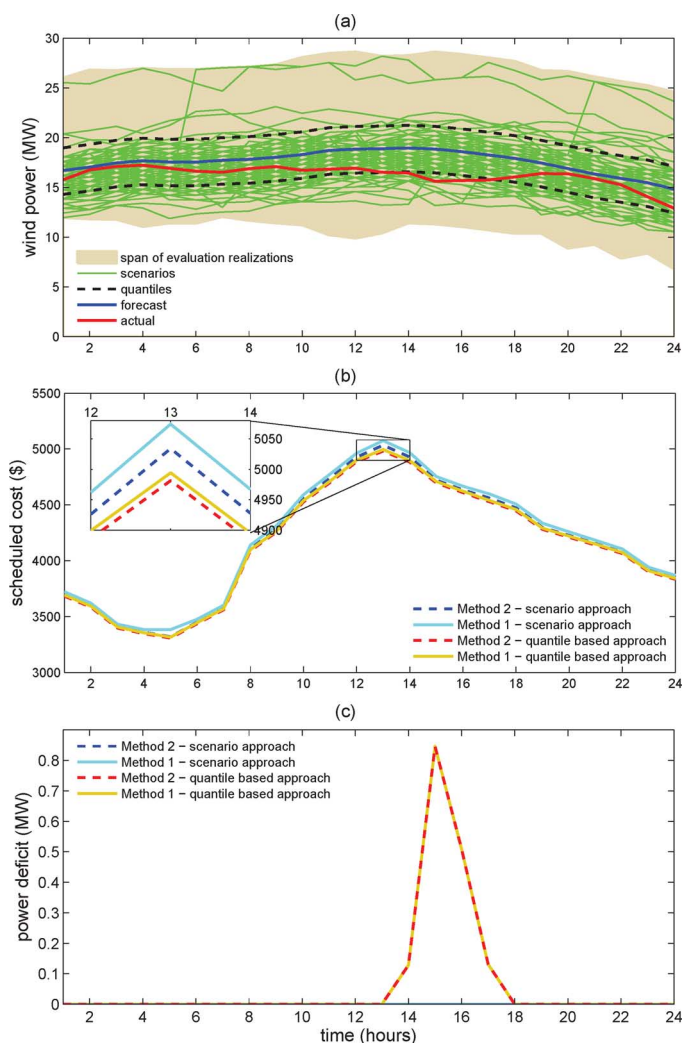 (a)
30
25
20
15
10
5
0
wind power (MW)
span of evaluation realizations
scenarios
quantiles
forecast
actual
2 4 6 8 10 12 14 16 18 20 22 24
(b)
5500
5000
4500
4000
3500
3000
scheduled cost ($)
12 13 14
5050
5000
4950
4900
Method 2 − scenario approach
Method 1 − scenario approach
Method 2 − quantile based approach
Method 1 − quantile based approach
2 4 6 8 10 12 14 16 18 20 22 24
(c)
0.8
0.7
0.6
0.5
0.4
0.3
0.2
0.1
0
power deficit (MW)
Method 2 − scenario approach
Method 1 − scenario approach
Method 2 − quantile based approach
Method 1 − quantile based approach
2 4 6 8 10 12 14 16 18 20 22 24
time (hours)